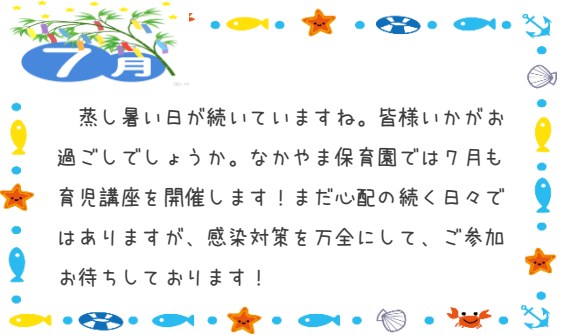 7月
蒸し暑い日が続いていますね。皆様いかがお
過ごしでしょうか。なかやま保育園では７月も
育児講座を開催します！まだ心配の続く日々で
はありますが、感染対策を万全にして、ご参加
お待ちしております！